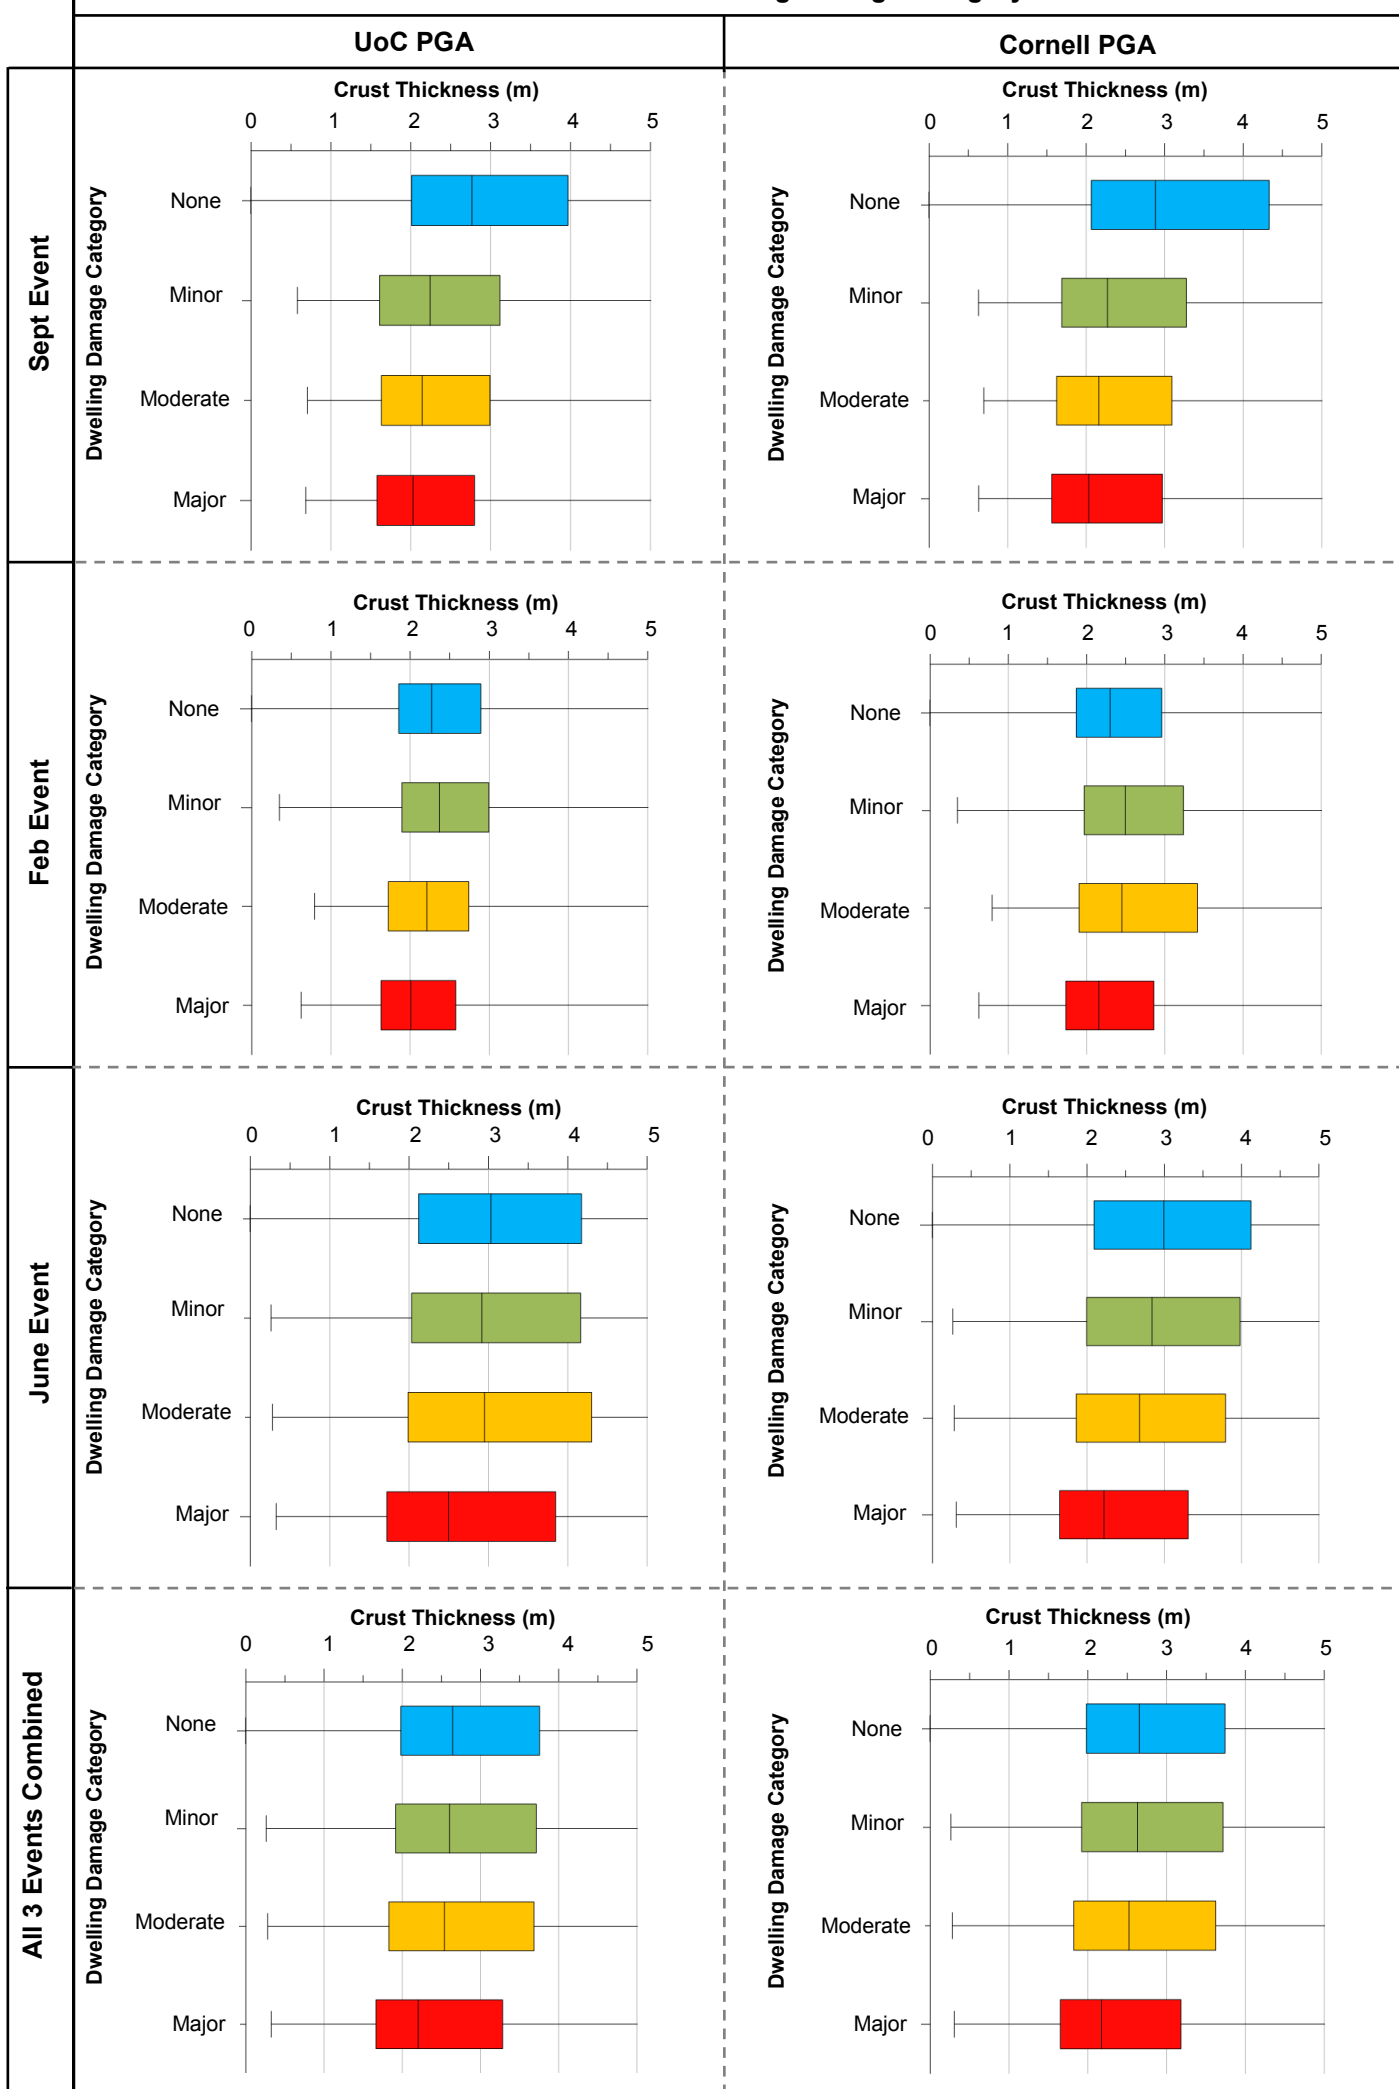 UoC PGA
Cornell PGA
Sept Event
Crust Thickness (m)
0 1 2 3 4 5
Dwelling Damage Category
None
Minor
Moderate
Major
Crust Thickness (m)
0 1 2 3 4 5
Dwelling Damage Category
None
Minor
Moderate
Major
Feb Event
Crust Thickness (m)
0 1 2 3 4 5
Dwelling Damage Category
None
Minor
Moderate
Major
Crust Thickness (m)
0 1 2 3 4 5
Dwelling Damage Category
None
Minor
Moderate
Major
June Event
Crust Thickness (m)
0 1 2 3 4 5
Dwelling Damage Category
None
Minor
Moderate
Major
Crust Thickness (m)
0 1 2 3 4 5
Dwelling Damage Category
None
Minor
Moderate
Major
All 3 Events Combined
Crust Thickness (m)
0 1 2 3 4 5
Dwelling Damage Category
None
Minor
Moderate
Major
Crust Thickness (m)
0 1 2 3 4 5
Dwelling Damage Category
None
Minor
Moderate
Major